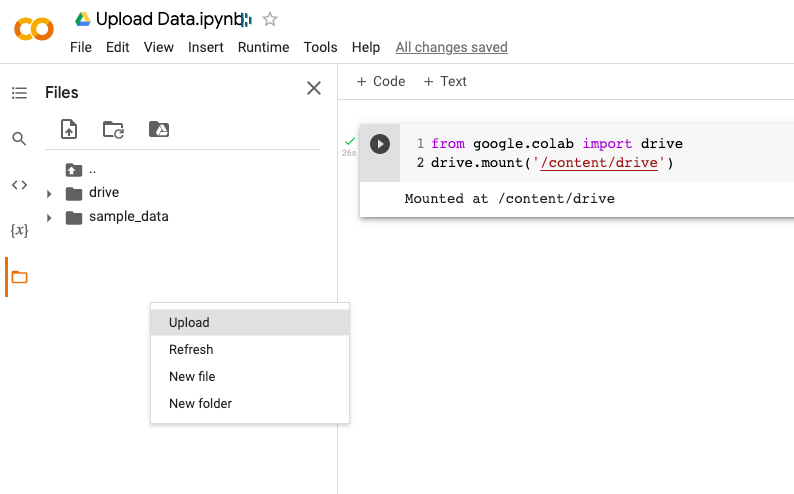 Upload Data.ipynb
File Edit View Insert Runtime Tools Help All changes saved
Files
+ Code + Text
..
drive
sample_data
{x}
26s
1 from google.colab import drive
2 drive.mount('/content/drive')
Mounted at /content/drive
Upload
Refresh
New file
New folder